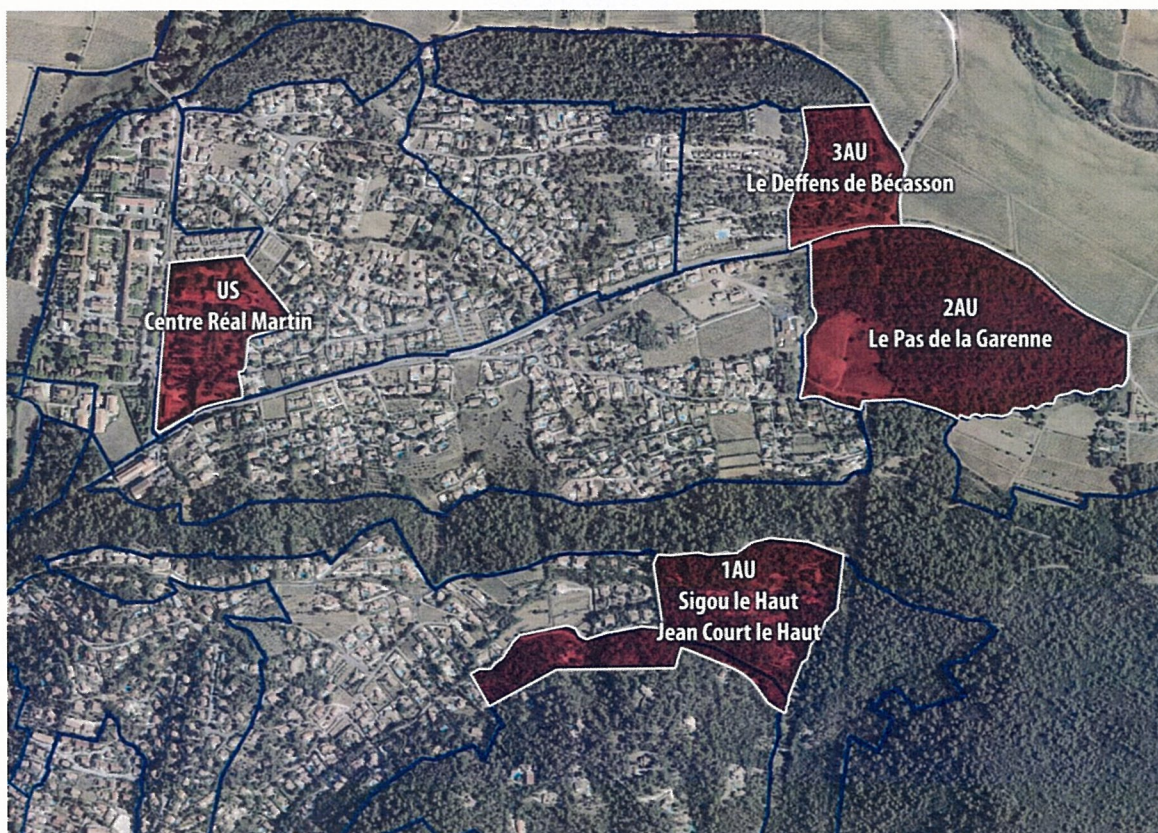 3AU
Le Deffens de Bécasson
US
Centre Réal Martin
2AU
Le Pas de la Garenne
1AU
Sigou le Haut
Jean Court le Haut